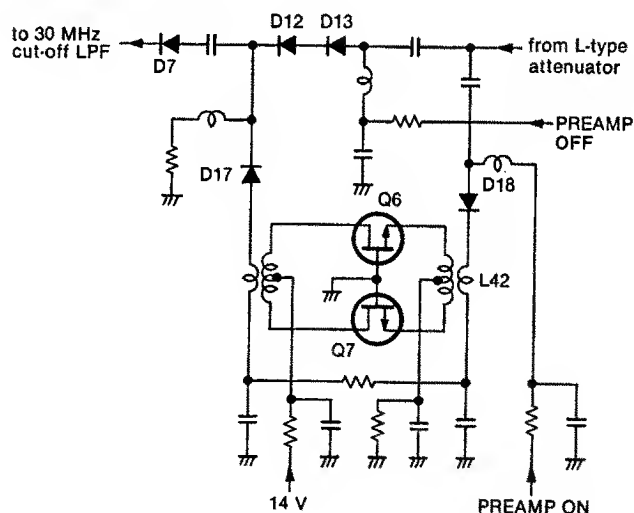 to 30 MHz
cut-off LPF
D7
D12
D13
from L-type
attenuator
PREAMP
OFF
D17
Q6
D18
L42
Q7
14 V
PREAMP ON